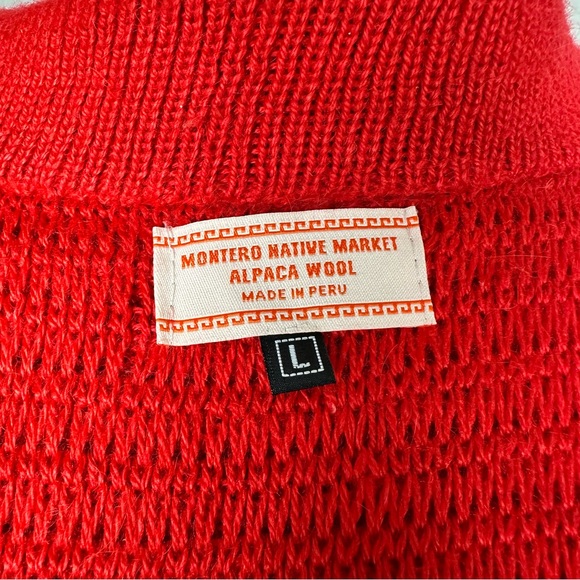 MONTERO NATIVE MARKET
ALPACA WOOL
MADE IN PERU
L